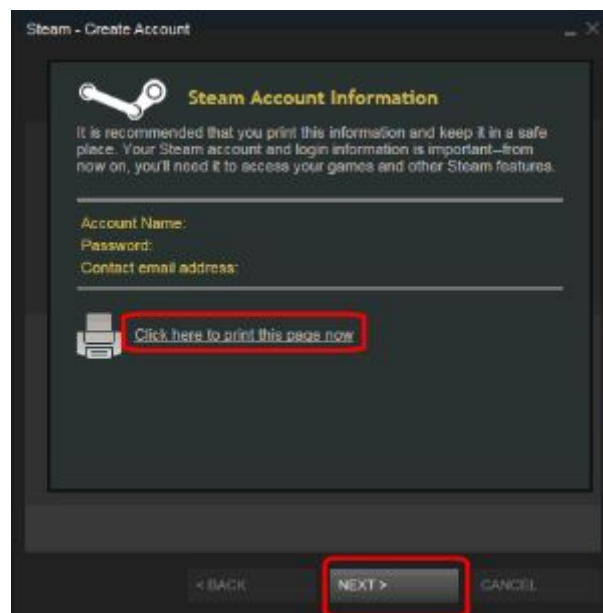 Steam - Create Account
Steam Account Information
It is recommended that you print this information and keep it in a safe
place. Your Steam account and login information is important--from
now on, you'll need it to access your games and other Steam features.
Account Name:
Password:
Contact email address:
Click here to print this page now
< BACK
NEXT >
CANCEL